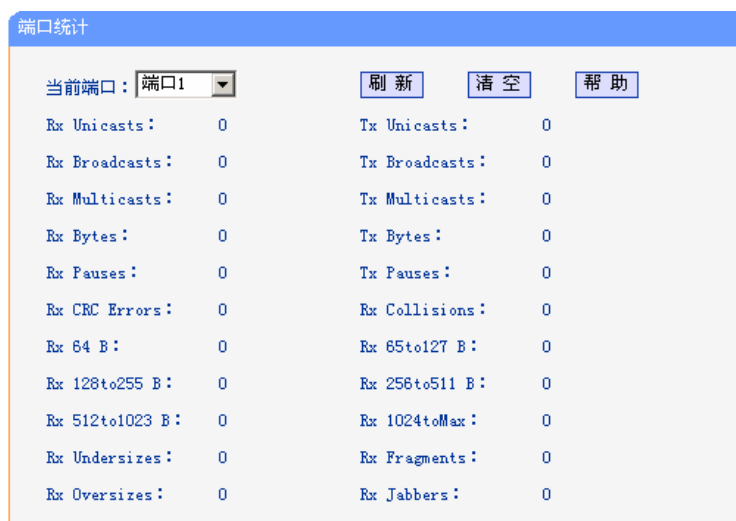 端口统计
当前端口：端口1 刷 新 清 空 帮 助
Rx Unicasts： 0 Tx Unicasts： 0
Rx Broadcasts： 0 Tx Broadcasts： 0
Rx Multicasts： 0 Tx Multicasts： 0
Rx Bytes： 0 Tx Bytes： 0
Rx Pauses： 0 Tx Pauses： 0
Rx CRC Errors： 0 Rx Collisions： 0
Rx 64 B： 0 Rx 65to127 B： 0
Rx 128to255 B： 0 Rx 256to511 B： 0
Rx 512to1023 B： 0 Rx 1024toMax： 0
Rx Undersizes： 0 Rx Fragments： 0
Rx Oversizes： 0 Rx Jabbers： 0